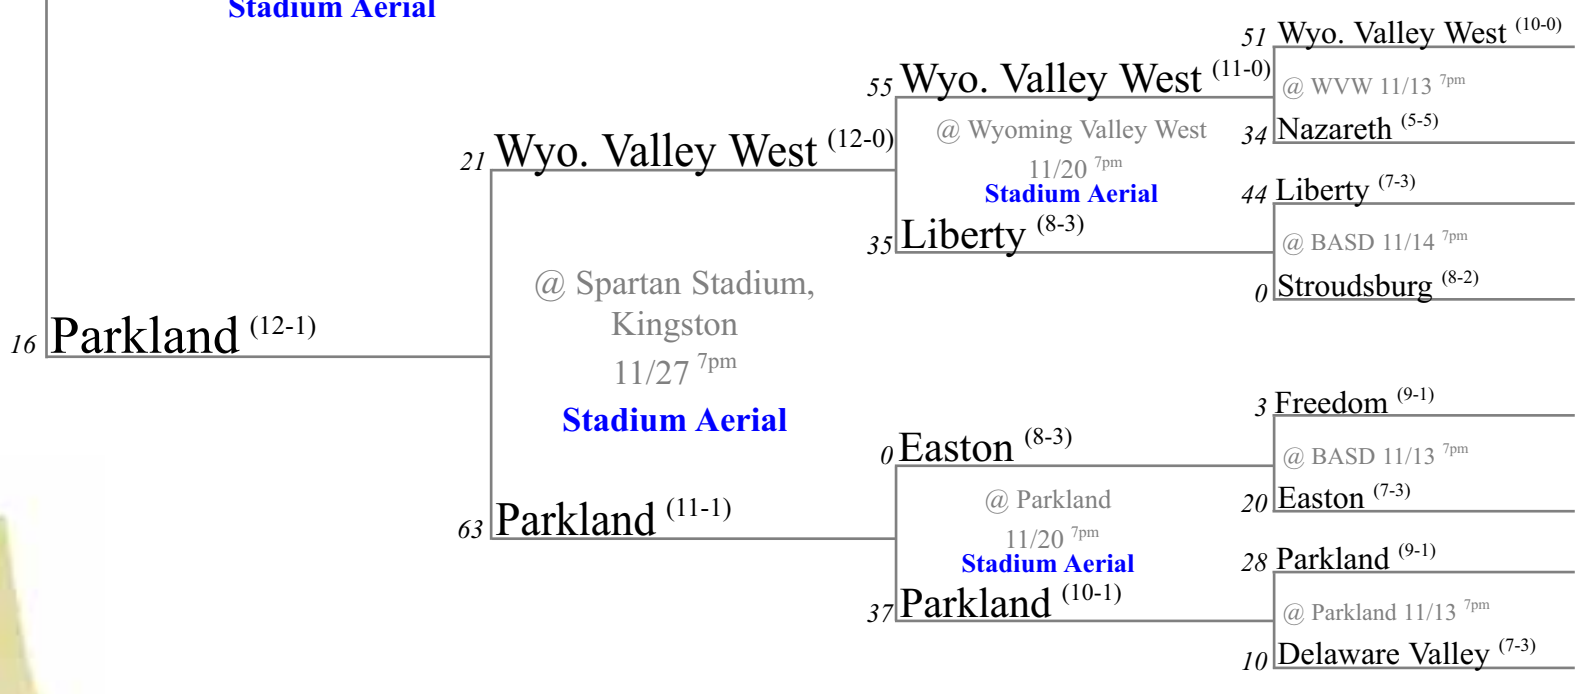 Stadium Aerial
16 Parkland (12-1)
21 Wyo. Valley West (12-0)
@ Spartan Stadium,
Kingston
11/27 7pm
Stadium Aerial
63 Parkland (11-1)
55 Wyo. Valley West (11-0)
@ Wyoming Valley West
11/20 7pm
Stadium Aerial
35 Liberty (8-3)
0 Easton (8-3)
@ Parkland
11/20 7pm
Stadium Aerial
37 Parkland (10-1)
51 Wyo. Valley West (10-0)
@ WVW 11/13 7pm
34 Nazareth (5-5)
44 Liberty (7-3)
@ BASD 11/14 7pm
0 Stroudsburg (8-2)
3 Freedom (9-1)
@ BASD 11/13 7pm
20 Easton (7-3)
28 Parkland (9-1)
@ Parkland 11/13 7pm
10 Delaware Valley (7-3)